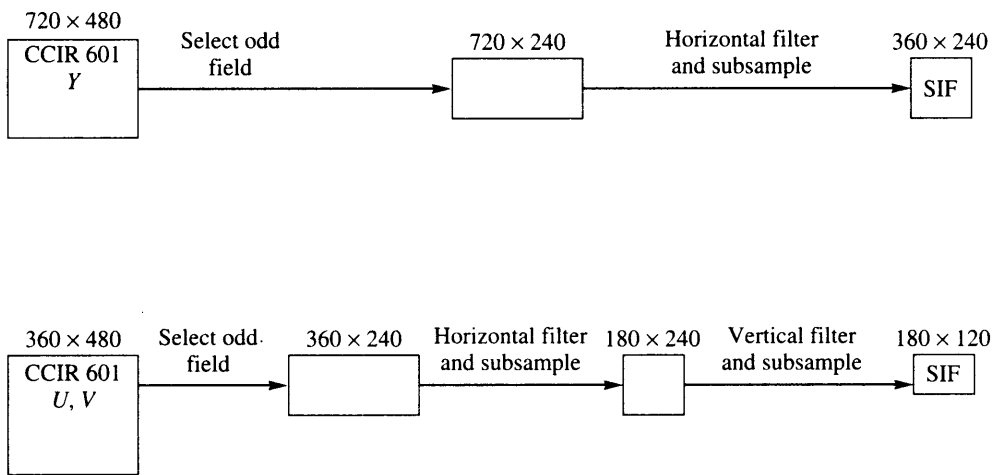 720 × 480
CCIR 601
Y
Select odd
field
720 × 240
Horizontal filter
and subsample
360 × 240
SIF
360 × 480
CCIR 601
U, V
Select odd
field
360 × 240
Horizontal filter
and subsample
180 × 240
Vertical filter
and subsample
180 × 120
SIF